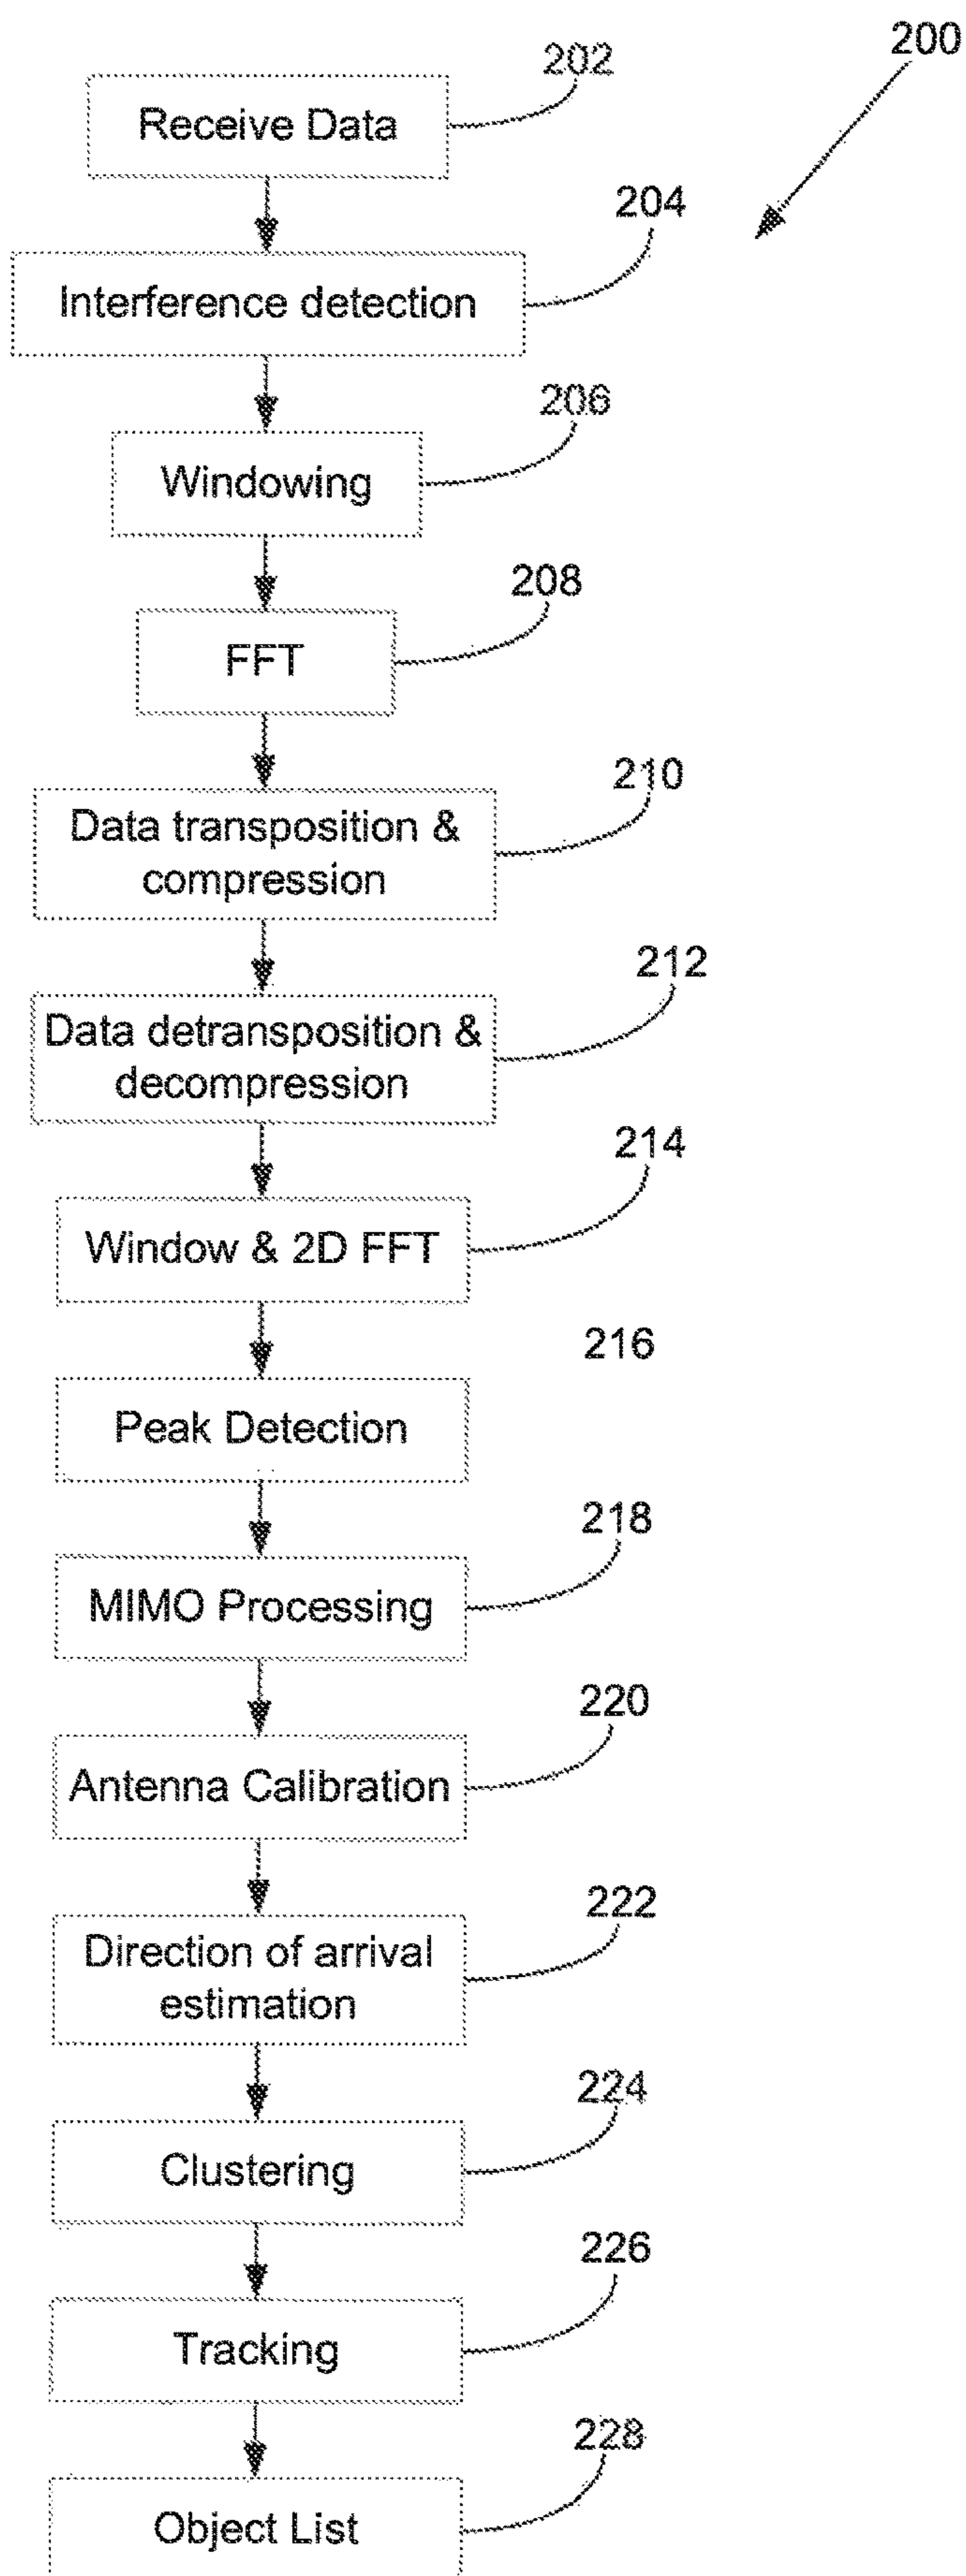 200
202
Receive Data
204
Interference detection
206
Windowing
208
FFT
210
Data transposition &
compression
212
Data detransposition &
decompression
214
Window & 2D FFT
216
Peak Detection
218
MIMO Processing
220
Antenna Calibration
222
Direction of arrival
estimation
224
Clustering
226
Tracking
228
Object List